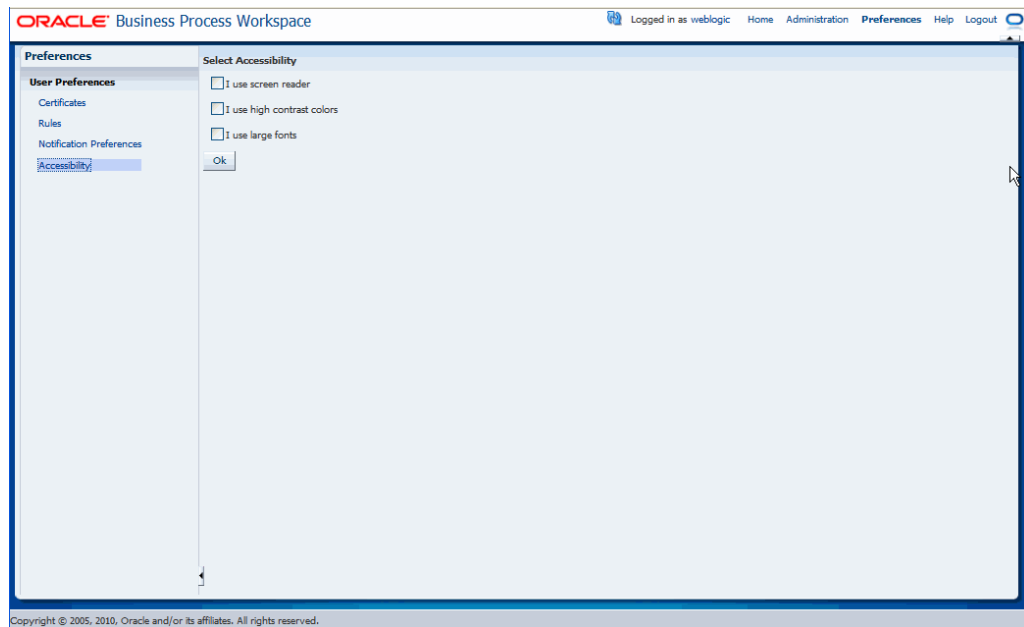 ORACLE Business Process Workspace
Logged in as weblogic Home Administration Preferences Help Logout
Preferences
User Preferences
Certificates
Rules
Notification Preferences
Accessibility
Select Accessibility
I use screen reader
I use high contrast colors
I use large fonts
Ok
Copyright © 2005, 2010, Oracle and/or its affiliates. All rights reserved.